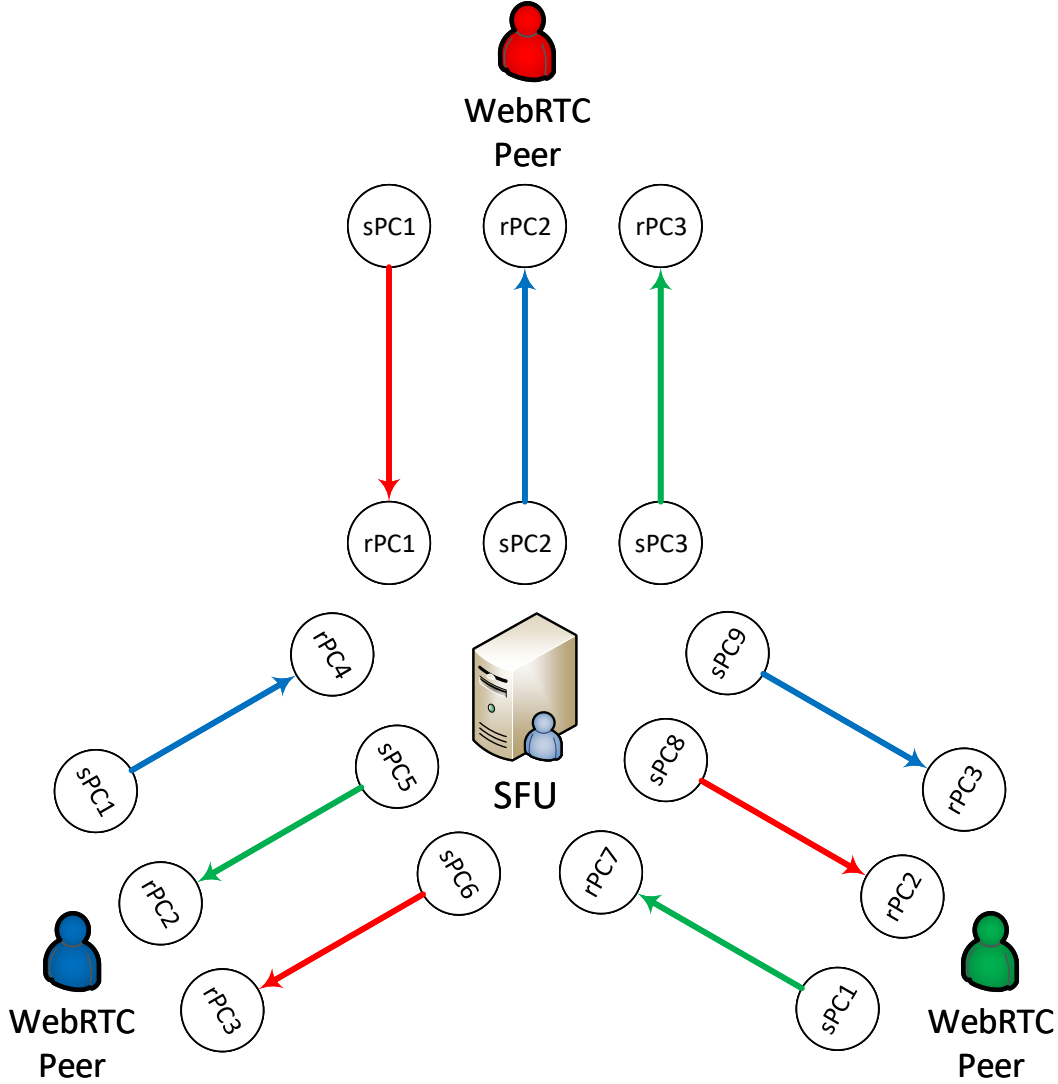 WebRTC
Peer
sPC1
rPC2
rPC3
rPC1
sPC2
sPC3
rPC4
sPC9
sPC1
sPC5
sPC8
rPC3
rPC2
sPC6
rPC7
rPC2
rPC3
sPC1
SFU
WebRTC
Peer
WebRTC
Peer